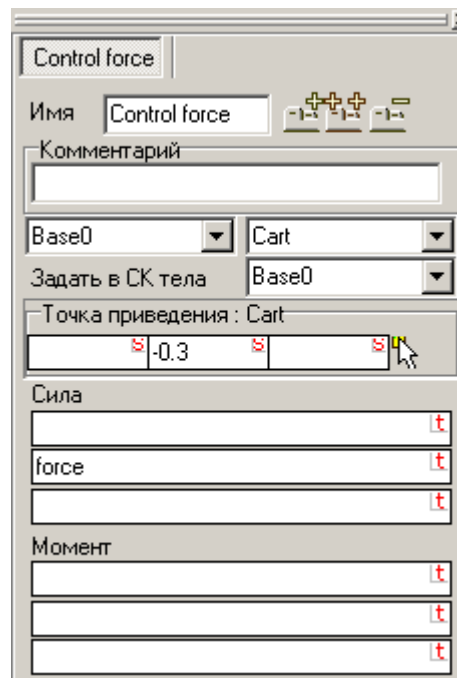 Control force
Имя Control force
Комментарий
Base0 Cart
Задать в СК тела Base0
Точка приведения : Cart
S -0.3 S S
Сила
t
force t
t
Момент
t
t
t